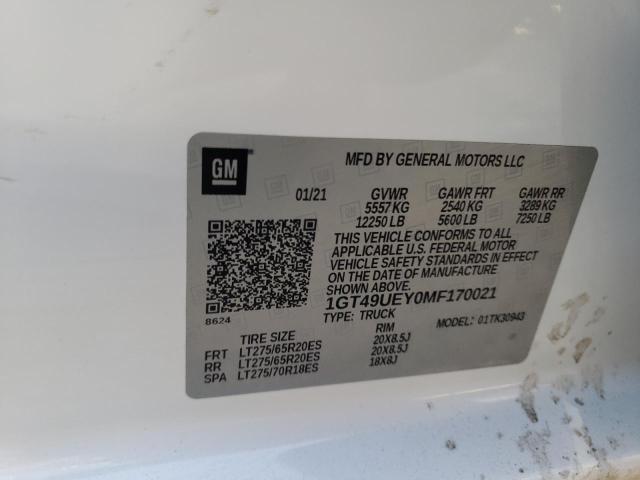 GM
MFD BY GENERAL MOTORS LLC
01/21 GVWR GAWR FRT GAWR RR
5557 KG 2540 KG 3289 KG
12250 LB 5600 LB 7250 LB
THIS VEHICLE CONFORMS TO ALL
APPLICABLE U.S. FEDERAL MOTOR
VEHICLE SAFETY STANDARDS IN EFFECT
ON THE DATE OF MANUFACTURE
SHOWN ABOVE.
1GT49UEY0MF170021
8624
TYPE: TRUCK MODEL: 01TK30943
TIRE SIZE RIM
FRT LT275/65R20ES 20X8.5J
RR LT275/65R20ES 20X8.5J
SPA LT275/70R18ES 18X8J